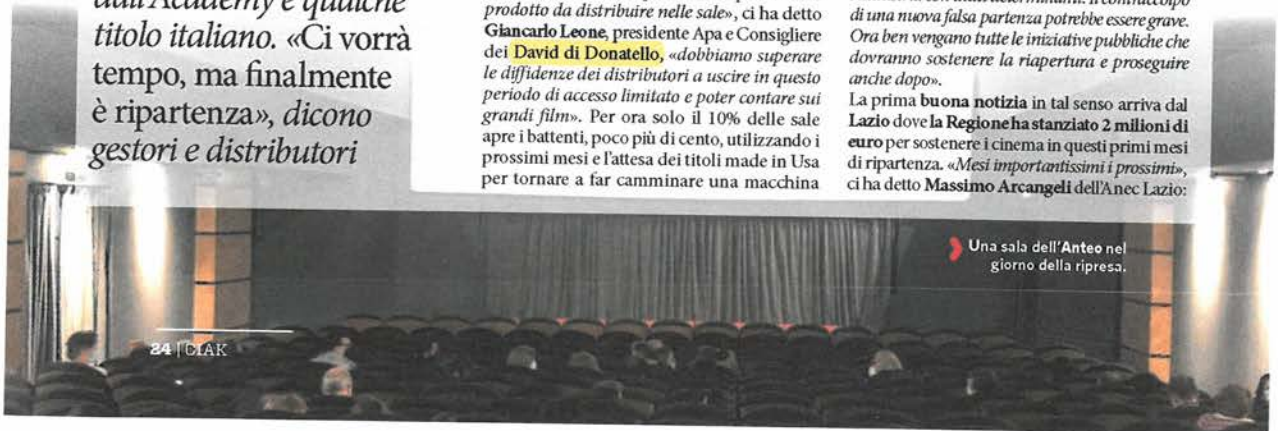 dall'Academy e qualche
titolo italiano. «Ci vorrà
tempo, ma finalmente
è ripartenza», dicono
gestori e distributori
prodotto da distribuire nelle sale», ci ha detto
Giancarlo Leone, presidente Apa e Consigliere
dei David di Donatello, «dobbiamo superare
le diffidenze dei distributori a uscire in questo
periodo di accesso limitato e poter contare sui
grandi film». Per ora solo il 10% delle sale
apre i battenti, poco più di cento, utilizzando i
prossimi mesi e l'attesa dei titoli made in Usa
per tornare a far camminare una macchina
di una nuova falsa partenza potrebbe essere grave.
Ora ben vengano tutte le iniziative pubbliche che
dovranno sostenere la riapertura e proseguire
anche dopo».
La prima buona notizia in tal senso arriva dal
Lazio dove la Regione ha stanziato 2 milioni di
euro per sostenere i cinema in questi primi mesi
di ripartenza. «Mesi importantissimi i prossimi»,
ci ha detto Massimo Arcangeli dell'Anec Lazio:
Una sala dell'Anteo nel
giorno della ripresa.
24 | CIAK